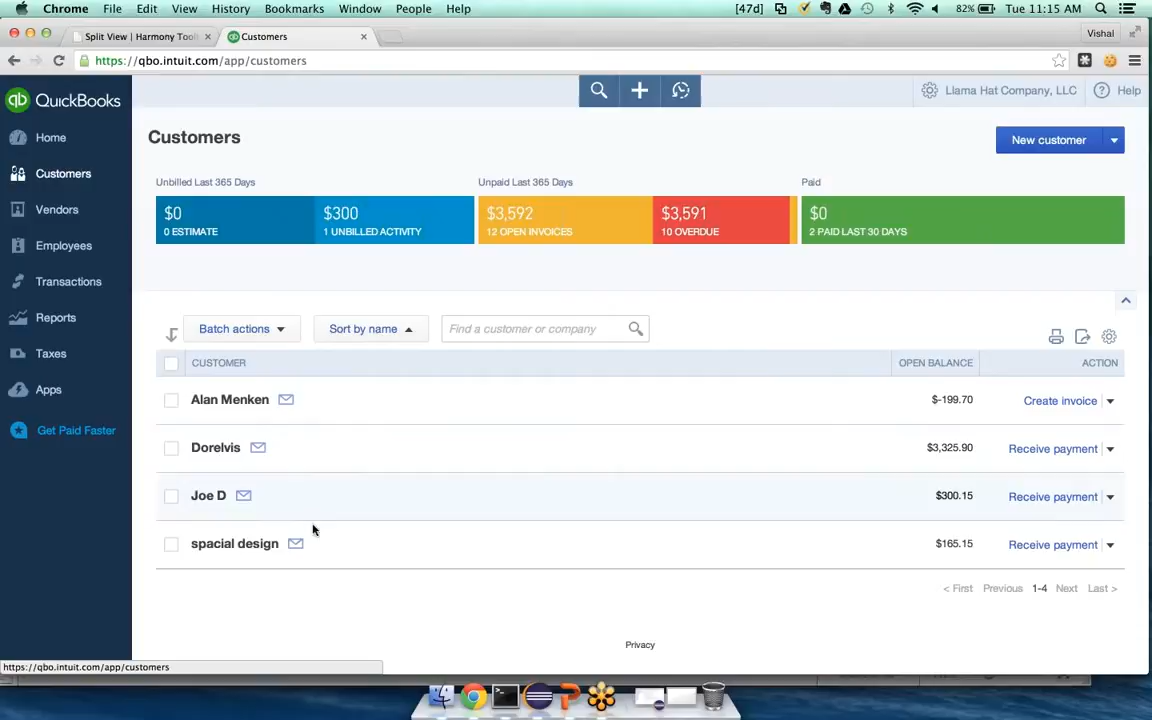 Chrome File Edit View History Bookmarks Window People Help [47d] 82% Tue 11:15 AM
Split View | Harmony Tool × Customers × Vishal
https://qbo.intuit.com/app/customers
qb QuickBooks Llama Hat Company, LLC ? Help
Home
Customers
Vendors
Employees
Transactions
Reports
Taxes
Apps
Get Paid Faster
Customers New customer
Unbilled Last 365 Days Unpaid Last 365 Days Paid
$0 $300 $3,592 $3,591 $0
0 ESTIMATE 1 UNBILLED ACTIVITY 12 OPEN INVOICES 10 OVERDUE 2 PAID LAST 30 DAYS
Batch actions Sort by name Find a customer or company
CUSTOMER OPEN BALANCE ACTION
Alan Menken $-199.70 Create invoice
Dorelvis $3,325.90 Receive payment
Joe D $300.15 Receive payment
spacial design $165.15 Receive payment
< First Previous 1-4 Next Last >
Privacy
https://qbo.intuit.com/app/customers